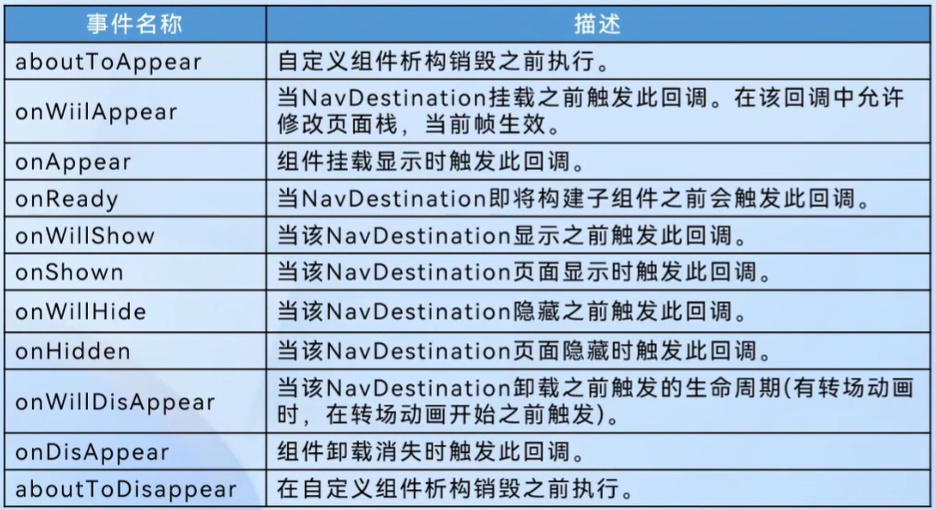 事件名称 描述
aboutToAppear 自定义组件析构销毁之前执行。
onWiilAppear 当NavDestination挂载之前触发此回调。在该回调中允许
修改页面栈，当前帧生效。
onAppear 组件挂载显示时触发此回调。
onReady 当NavDestination即将构建子组件之前会触发此回调。
onWillShow 当该NavDestination显示之前触发此回调。
onShown 当该NavDestination页面显示时触发此回调。
onWillHide 当该NavDestination隐藏之前触发此回调。
onHidden 当该NavDestination页面隐藏时触发此回调。
onWillDisAppear 当该NavDestination卸载之前触发的生命周期(有转场动画
时，在转场动画开始之前触发)。
onDisAppear 组件卸载消失时触发此回调。
aboutToDisappear 在自定义组件析构销毁之前执行。